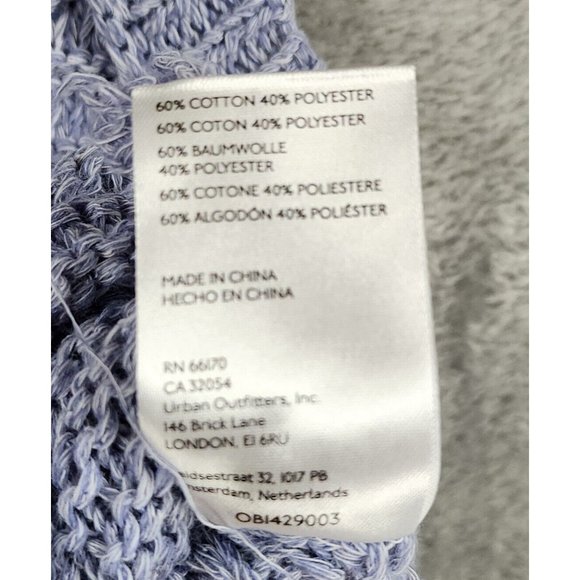 60% COTTON 40% POLYESTER
60% COTON 40% POLYESTER
60% BAUMWOLLE
40% POLYESTER
60% COTONE 40% POLIESTERE
60% ALGODÓN 40% POLIÉSTER
MADE IN CHINA
HECHO EN CHINA
RN 66170
CA 32054
Urban Outfitters, Inc.
146 Brick Lane
LONDON, E1 6RU
32, 1017 PB
Netherlands
OB1429003